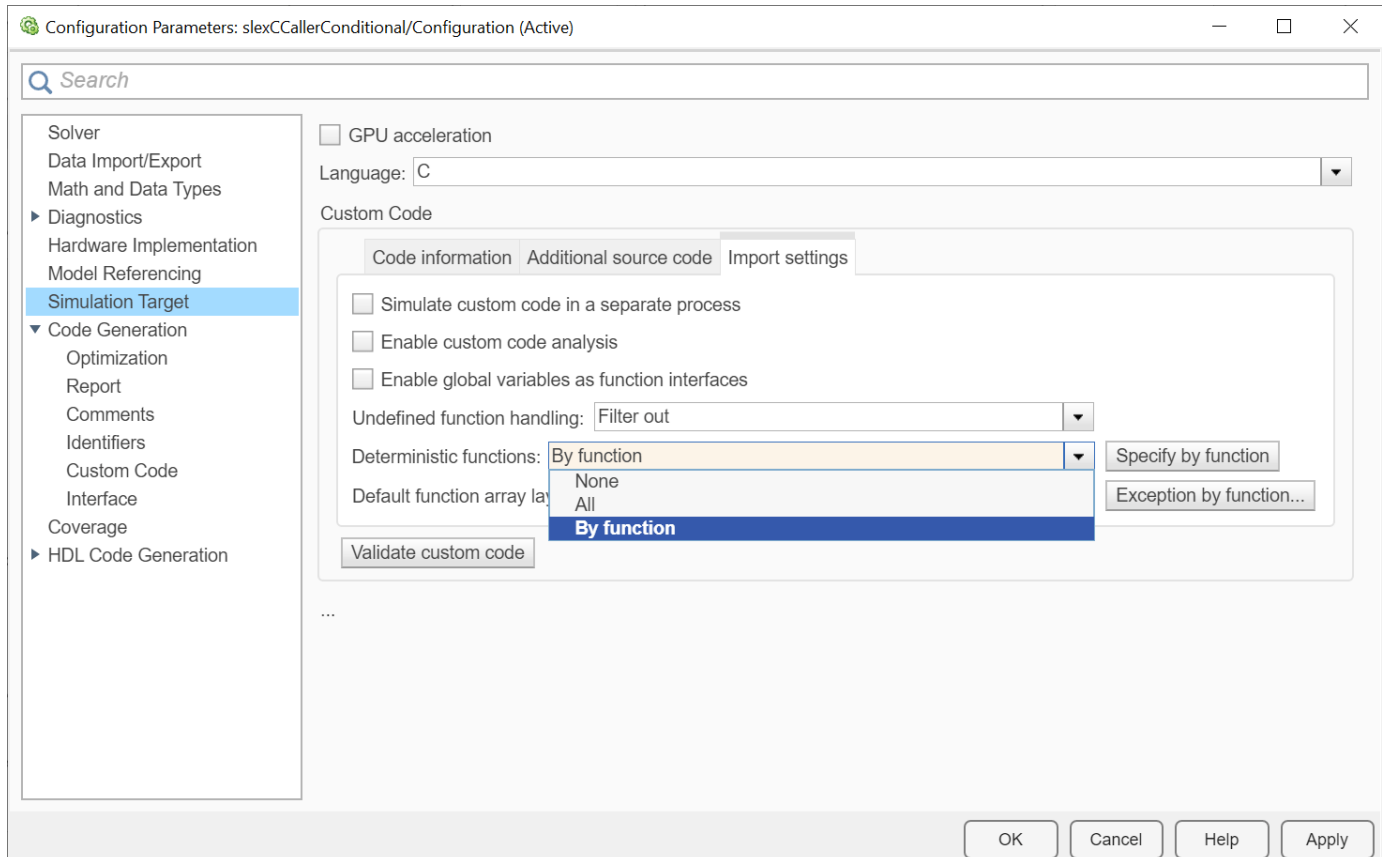 Configuration Parameters: slexCCallerConditional/Configuration (Active)
Search
Solver
Data Import/Export
Math and Data Types
Diagnostics
Hardware Implementation
Model Referencing
Simulation Target
Code Generation
Optimization
Report
Comments
Identifiers
Custom Code
Interface
Coverage
HDL Code Generation
GPU acceleration
Language: C
Custom Code
Code information Additional source code Import settings
Simulate custom code in a separate process
Enable custom code analysis
Enable global variables as function interfaces
Undefined function handling: Filter out
Deterministic functions: By function Specify by function
None
All
By function
Default function array Exception by function...
Validate custom code
...
OK Cancel Help Apply